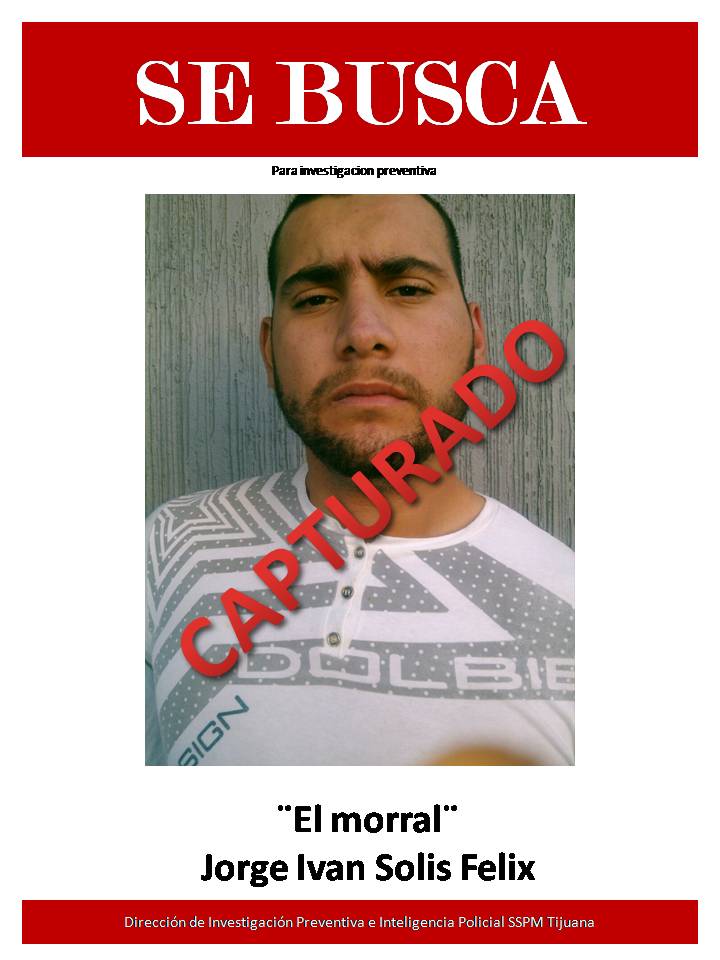 SE BUSCA
Para investigacion preventiva
CAPTURADO
DOLBIE
SIGN
¨El morral¨
Jorge Ivan Solis Felix
Dirección de Investigación Preventiva e Inteligencia Policial SSPM Tijuana